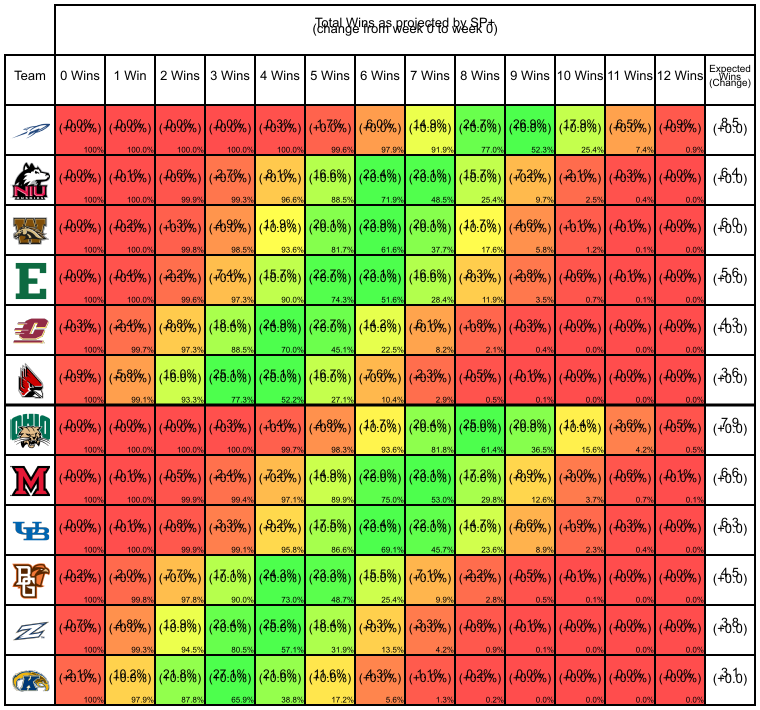 Total Wins as projected by SP+
(change from week 0 to week 0)
Team 0 Wins 1 Win 2 Wins 3 Wins 4 Wins 5 Wins 6 Wins 7 Wins 8 Wins 9 Wins 10 Wins 11 Wins 12 Wins Expected
Wins
(Change)
0.0% 0.0% 0.0% 0.0% 0.3% 1.7% 6.0% 14.9% 24.7% 26.9% 17.9% 6.5% 0.9% 8.5
(+0.0%) (+0.0%) (+0.0%) (+0.0%) (+0.0%) (+0.0%) (+0.0%) (+0.0%) (+0.0%) (+0.0%) (+0.0%) (+0.0%) (+0.0%) (+0.0)
100% 100.0% 100.0% 100.0% 100.0% 99.6% 97.9% 91.9% 77.0% 52.3% 25.4% 7.4% 0.9%
NIU
0.0% 0.1% 0.6% 2.7% 8.1% 16.6% 23.4% 23.1% 15.7% 7.2% 2.1% 0.3% 0.0% 6.4
(+0.0%) (+0.0%) (+0.0%) (+0.0%) (+0.0%) (+0.0%) (+0.0%) (+0.0%) (+0.0%) (+0.0%) (+0.0%) (+0.0%) (+0.0%) (+0.0)
100% 100.0% 99.9% 99.3% 96.6% 88.5% 71.9% 48.5% 25.4% 9.7% 2.5% 0.4% 0.0%
W
0.0% 0.2% 1.3% 4.9% 11.9% 20.1% 23.9% 20.1% 11.7% 4.6% 1.1% 0.1% 0.0% 6.0
(+0.0%) (+0.0%) (+0.0%) (+0.0%) (+0.0%) (+0.0%) (+0.0%) (+0.0%) (+0.0%) (+0.0%) (+0.0%) (+0.0%) (+0.0%) (+0.0)
100% 100.0% 99.8% 98.5% 93.6% 81.7% 61.6% 37.7% 17.6% 5.8% 1.2% 0.1% 0.0%
E
0.0% 0.4% 2.2% 7.4% 15.7% 22.7% 23.1% 16.6% 8.3% 2.8% 0.6% 0.1% 0.0% 5.6
(+0.0%) (+0.0%) (+0.0%) (+0.0%) (+0.0%) (+0.0%) (+0.0%) (+0.0%) (+0.0%) (+0.0%) (+0.0%) (+0.0%) (+0.0%) (+0.0)
100% 100.0% 99.6% 97.3% 90.0% 74.3% 51.6% 28.4% 11.9% 3.5% 0.7% 0.1% 0.0%
C
0.3% 2.4% 8.8% 18.4% 24.9% 22.7% 14.2% 6.1% 1.8% 0.3% 0.0% 0.0% 0.0% 4.3
(+0.0%) (+0.0%) (+0.0%) (+0.0%) (+0.0%) (+0.0%) (+0.0%) (+0.0%) (+0.0%) (+0.0%) (+0.0%) (+0.0%) (+0.0%) (+0.0)
100% 99.7% 97.3% 88.5% 70.0% 45.1% 22.5% 8.2% 2.1% 0.4% 0.0% 0.0% 0.0%
0.9% 5.8% 16.0% 25.1% 25.1% 16.7% 7.6% 2.3% 0.5% 0.1% 0.0% 0.0% 0.0% 3.6
(+0.0%) (+0.0%) (+0.0%) (+0.0%) (+0.0%) (+0.0%) (+0.0%) (+0.0%) (+0.0%) (+0.0%) (+0.0%) (+0.0%) (+0.0%) (+0.0)
100% 99.1% 93.3% 77.3% 52.2% 27.1% 10.4% 2.9% 0.5% 0.1% 0.0% 0.0% 0.0%
OHIO
0.0% 0.0% 0.0% 0.3% 1.4% 4.8% 11.7% 20.4% 25.0% 20.9% 11.4% 3.6% 0.5% 7.9
(+0.0%) (+0.0%) (+0.0%) (+0.0%) (+0.0%) (+0.0%) (+0.0%) (+0.0%) (+0.0%) (+0.0%) (+0.0%) (+0.0%) (+0.0%) (+0.0)
100% 100.0% 100.0% 100.0% 99.7% 98.3% 93.6% 81.8% 61.4% 36.5% 15.6% 4.2% 0.5%
M
0.0% 0.1% 0.5% 2.4% 7.2% 14.9% 22.0% 23.1% 17.2% 8.9% 3.0% 0.6% 0.1% 6.6
(+0.0%) (+0.0%) (+0.0%) (+0.0%) (+0.0%) (+0.0%) (+0.0%) (+0.0%) (+0.0%) (+0.0%) (+0.0%) (+0.0%) (+0.0%) (+0.0)
100% 100.0% 99.9% 99.4% 97.1% 89.9% 75.0% 53.0% 29.8% 12.6% 3.7% 0.7% 0.1%
UB
0.0% 0.1% 0.8% 3.3% 9.2% 17.5% 23.4% 22.1% 14.7% 6.6% 1.9% 0.3% 0.0% 6.3
(+0.0%) (+0.0%) (+0.0%) (+0.0%) (+0.0%) (+0.0%) (+0.0%) (+0.0%) (+0.0%) (+0.0%) (+0.0%) (+0.0%) (+0.0%) (+0.0)
100% 100.0% 99.9% 99.1% 95.8% 86.6% 69.1% 45.7% 23.6% 8.9% 2.3% 0.4% 0.0%
BG
0.2% 2.0% 7.7% 17.1% 24.3% 23.3% 15.5% 7.1% 2.2% 0.5% 0.1% 0.0% 0.0% 4.5
(+0.0%) (+0.0%) (+0.0%) (+0.0%) (+0.0%) (+0.0%) (+0.0%) (+0.0%) (+0.0%) (+0.0%) (+0.0%) (+0.0%) (+0.0%) (+0.0)
100% 99.8% 97.8% 90.0% 73.0% 48.7% 25.4% 9.9% 2.8% 0.5% 0.1% 0.0% 0.0%
0.7% 4.8% 13.9% 23.4% 25.2% 18.4% 9.3% 3.3% 0.8% 0.1% 0.0% 0.0% 0.0% 3.8
(+0.0%) (+0.0%) (+0.0%) (+0.0%) (+0.0%) (+0.0%) (+0.0%) (+0.0%) (+0.0%) (+0.0%) (+0.0%) (+0.0%) (+0.0%) (+0.0)
100% 99.3% 94.5% 80.5% 57.1% 31.9% 13.5% 4.2% 0.9% 0.1% 0.0% 0.0% 0.0%
K
2.1% 10.2% 21.8% 27.1% 21.6% 11.6% 4.3% 1.1% 0.2% 0.0% 0.0% 0.0% 0.0% 3.1
(+0.0%) (+0.0%) (+0.0%) (+0.0%) (+0.0%) (+0.0%) (+0.0%) (+0.0%) (+0.0%) (+0.0%) (+0.0%) (+0.0%) (+0.0%) (+0.0)
100% 97.9% 87.8% 65.9% 38.8% 17.2% 5.6% 1.3% 0.2% 0.0% 0.0% 0.0% 0.0%